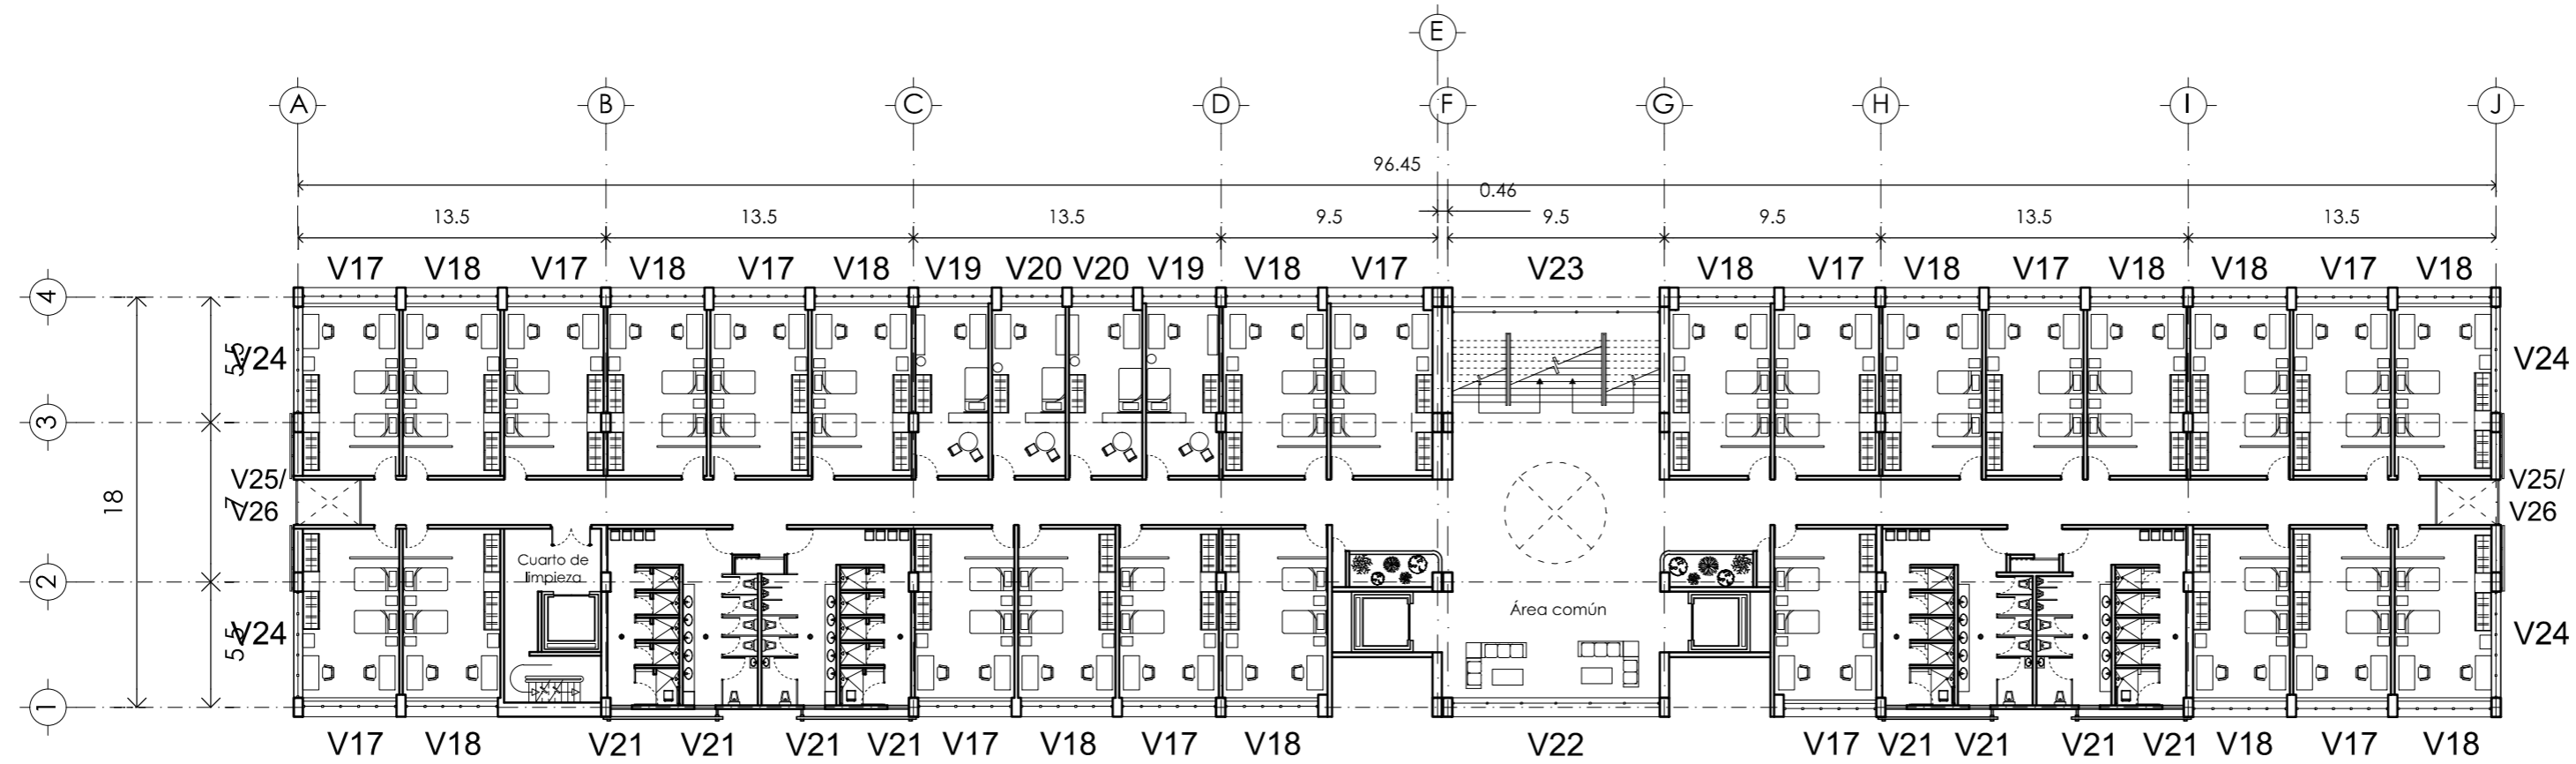 E
A B C D F G H I J
96.45
0.46
13.5 13.5 13.5 9.5 9.5 9.5 13.5 13.5
V17 V18 V17 V18 V17 V18 V19 V20 V20 V19 V18 V17 V23 V18 V17 V18 V17 V18 V18 V17 V18
4
5.5
V24 V24
3
V25/ V25/
18 7
V26 V26
Cuarto de
limpieza
2
Área común
5.5
V24 V24
1
V17 V18 V21 V21 V21 V21 V17 V18 V17 V18 V22 V17 V21 V21 V21 V21 V18 V17 V18